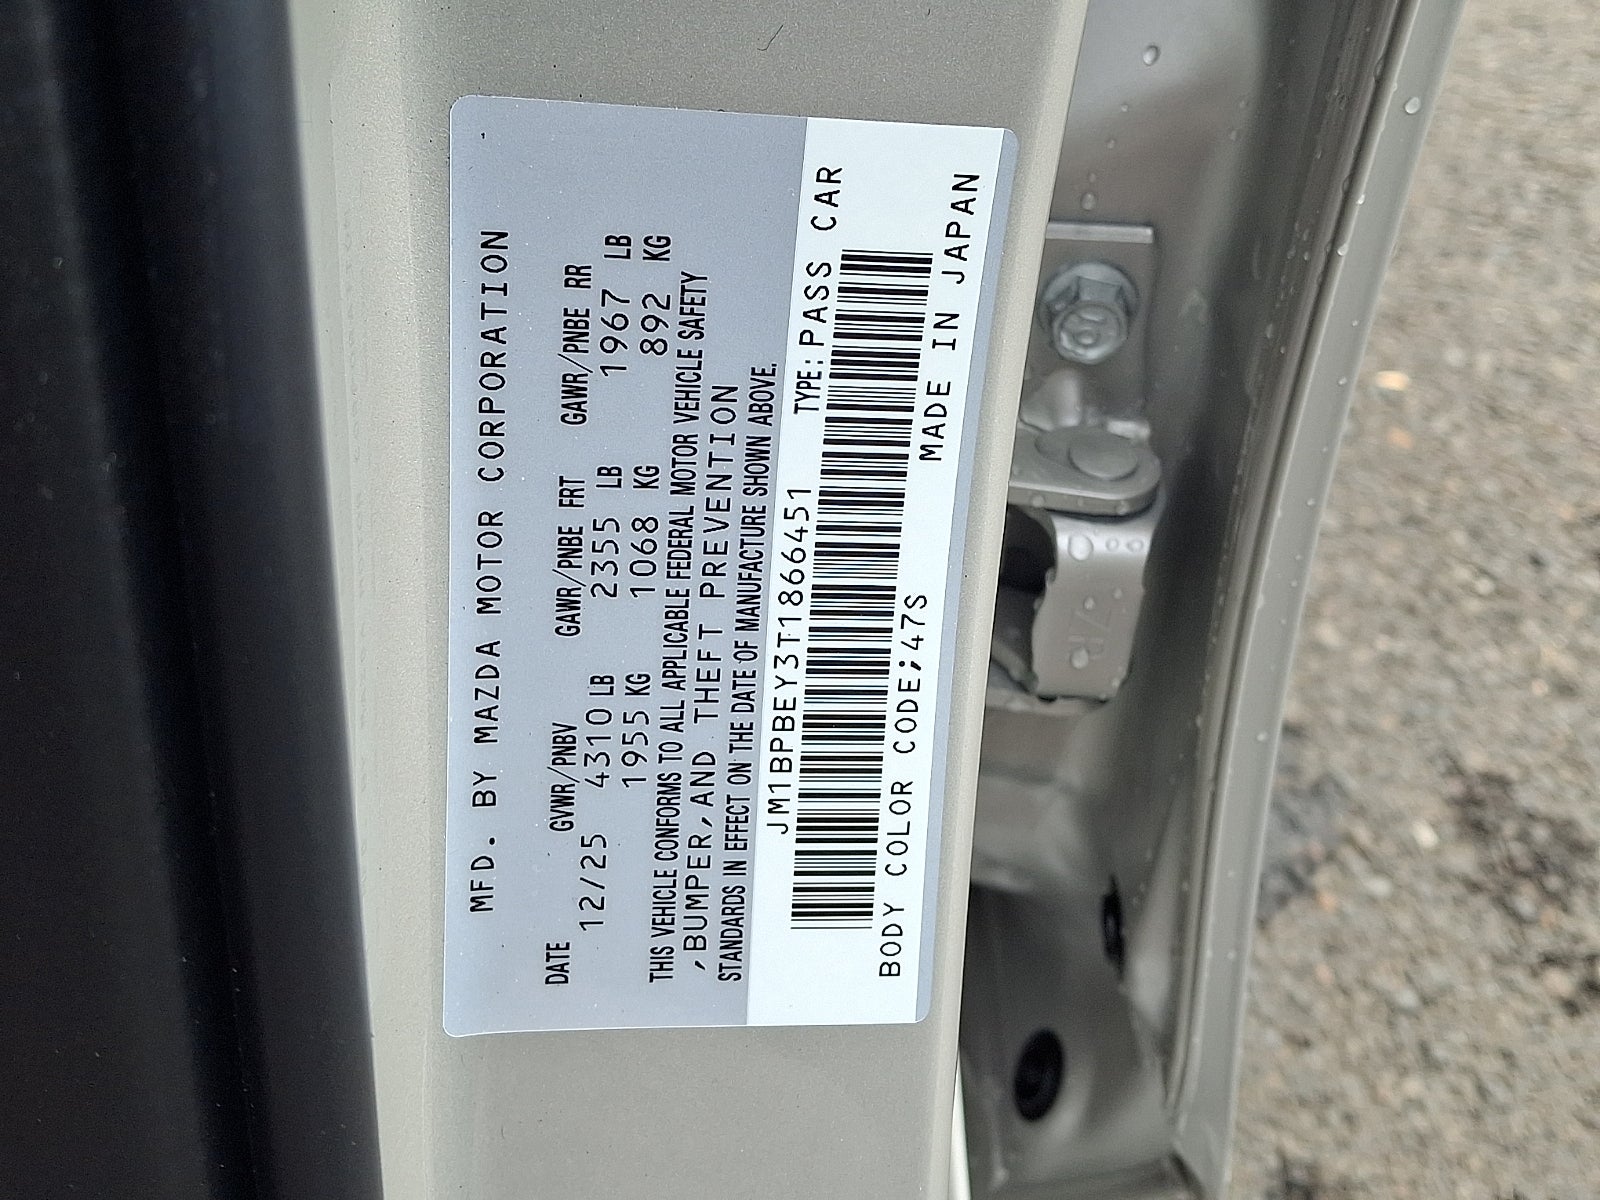 MFD. BY MAZDA MOTOR CORPORATION
DATE GVWR/PNBV GAWR/PNBE FRT GAWR/PNBE RR
12/25 4310 LB 2355 LB 1967 LB
1955 KG 1068 KG 892 KG
THIS VEHICLE CONFORMS TO ALL APPLICABLE FEDERAL MOTOR VEHICLE SAFETY
,BUMPER,AND THEFT PREVENTION
STANDARDS IN EFFECT ON THE DATE OF MANUFACTURE SHOWN ABOVE.
JM1BPBEY3T1866451 TYPE: PASS CAR
BODY COLOR CODE;47S MADE IN JAPAN